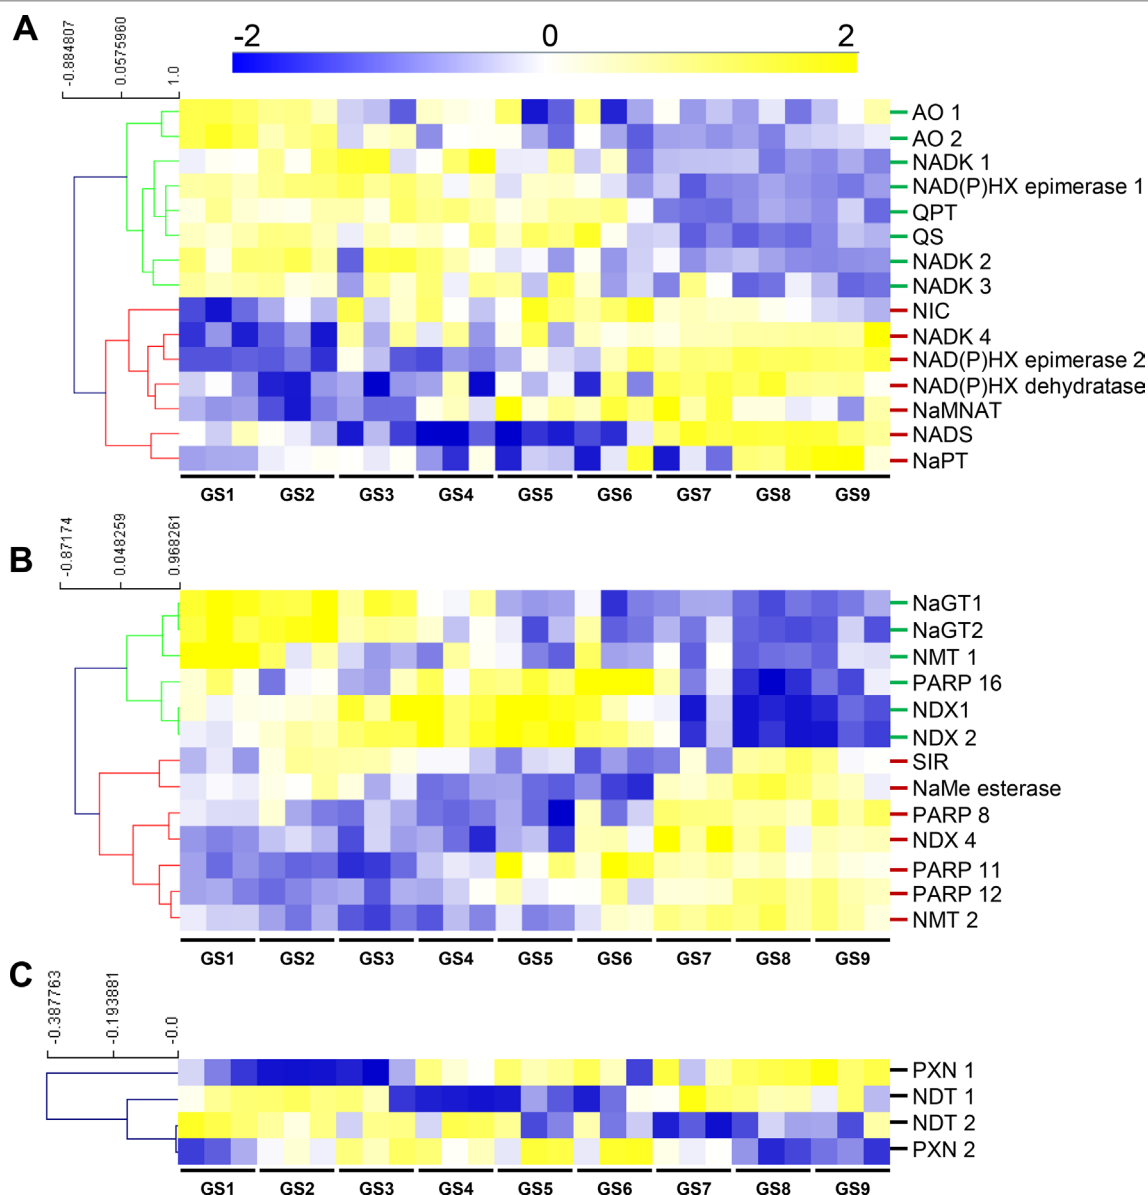 A
-0.884807
0.0575960
1.0
-2
0
2
AO 1
AO 2
NADK 1
NAD(P)HX epimerase 1
QPT
QS
NADK 2
NADK 3
NIC
NADK 4
NAD(P)HX epimerase 2
NAD(P)HX dehydratase
NaMNAT
NADS
NaPT
GS1 GS2 GS3 GS4 GS5 GS6 GS7 GS8 GS9
B
-0.87174
0.048259
0.968261
NaGT1
NaGT2
NMT 1
PARP 16
NDX1
NDX 2
SIR
NaMe esterase
PARP 8
NDX 4
PARP 11
PARP 12
NMT 2
GS1 GS2 GS3 GS4 GS5 GS6 GS7 GS8 GS9
C
-0.387763
-0.193881
-0.0
PXN 1
NDT 1
NDT 2
PXN 2
GS1 GS2 GS3 GS4 GS5 GS6 GS7 GS8 GS9